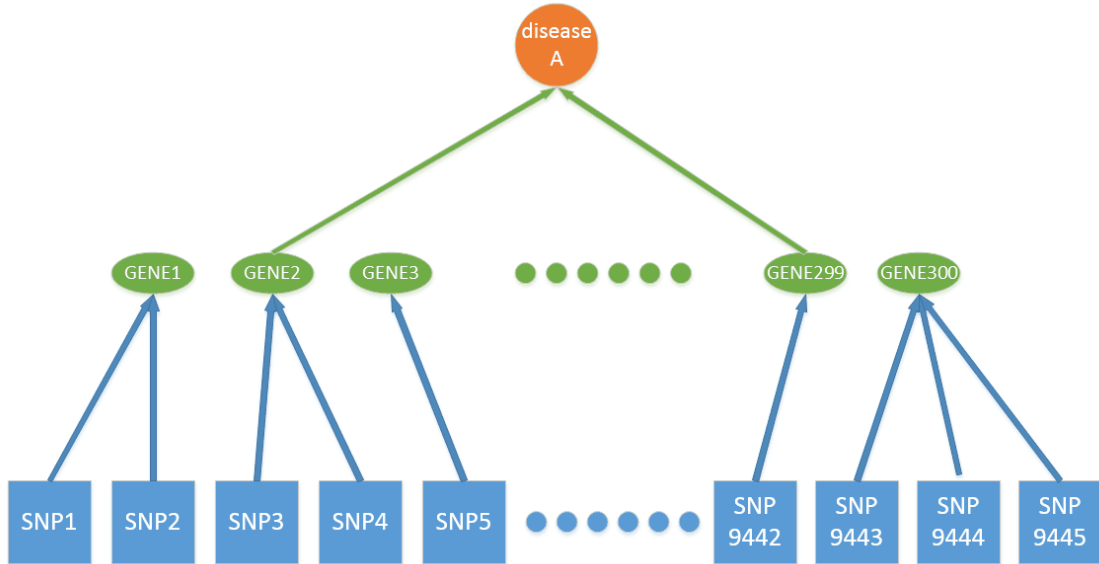 disease
A
GENE1
GENE2
GENE3
GENE299
GENE300
SNP1
SNP2
SNP3
SNP4
SNP5
SNP
9442
SNP
9443
SNP
9444
SNP
9445